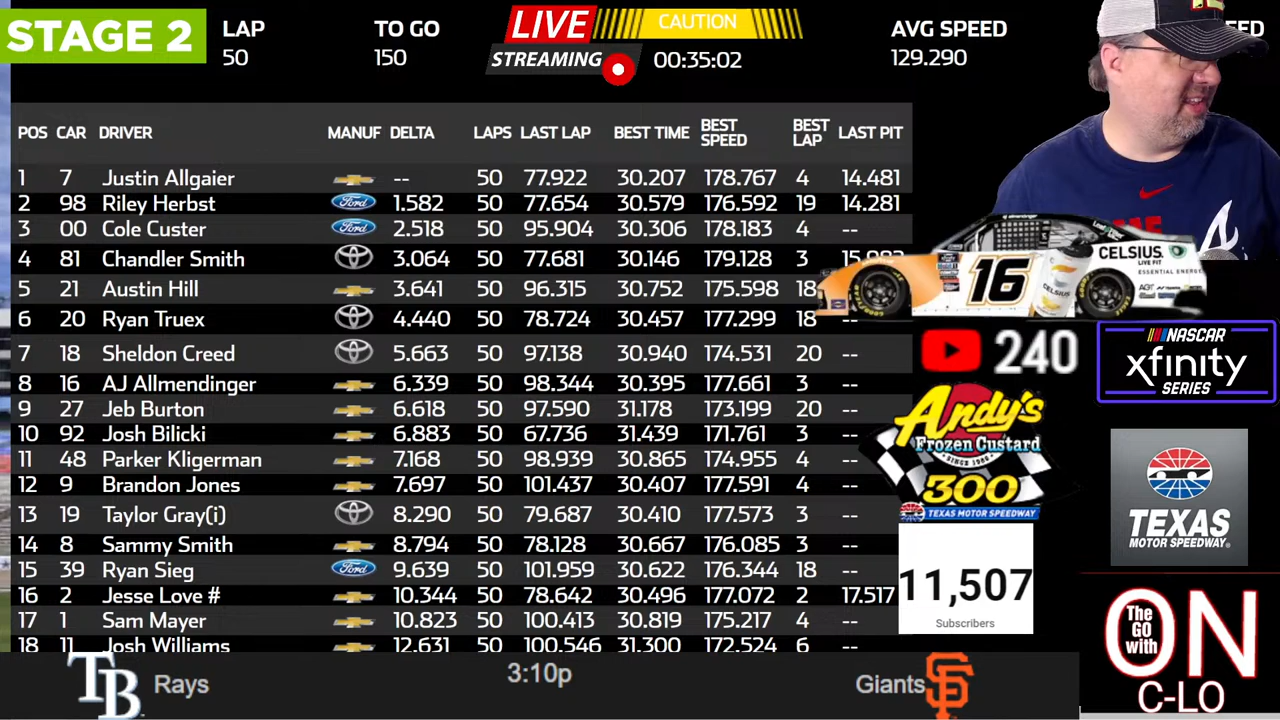 STAGE 2
LAP
50
TO GO
150
LIVE
STREAMING
CAUTION
00:35:02
AVG SPEED
129.290
ED
POS CAR DRIVER MANUF DELTA LAPS LAST LAP BEST TIME BEST SPEED BEST LAP LAST PIT
1 7 Justin Allgaier -- 50 77.922 30.207 178.767 4 14.481
2 98 Riley Herbst Ford 1.582 50 77.654 30.579 176.592 19 14.281
3 00 Cole Custer Ford 2.518 50 95.904 30.306 178.183 4 --
4 81 Chandler Smith 3.064 50 77.681 30.146 179.128 3
5 21 Austin Hill 3.641 50 96.315 30.752 175.598 18
6 20 Ryan Truex 4.440 50 78.724 30.457 177.299 18 --
7 18 Sheldon Creed 5.663 50 97.138 30.940 174.531 20 --
8 16 AJ Allmendinger 6.339 50 98.344 30.395 177.661 3 --
9 27 Jeb Burton 6.618 50 97.590 31.178 173.199 20 --
10 92 Josh Bilicki 6.883 50 67.736 31.439 171.761 3 --
11 48 Parker Kligerma 7.168 50 98.939 30.865 174.955 4 --
12 9 Brandon Jones 7.697 50 101.437 30.407 177.591 4 --
13 19 Taylor Gray(i) 8.290 50 79.687 30.410 177.573 3 --
14 8 Sammy Smith 8.794 50 78.128 30.667 176.085 3 --
15 39 Ryan Sieg Ford 9.639 50 101.959 30.622 176.344 18 --
16 2 Jesse Love # 10.344 50 78.642 30.496 177.072 2 17.517
17 1 Sam Mayer 10.823 50 100.413 30.819 175.217 4 --
18 11 Josh Williams 12.631 50 100.546 31.300 172.524 6 --
16
CELSIUS
LIVE FIT
ESSENTIAL ENERGY
CELSIUS
240
NASCAR
xfinity
SERIES
Andy's
Frozen Custard
SINCE 1986
300
TEXAS MOTOR SPEEDWAY
TEXAS
MOTOR SPEEDWAY
11,507
Subscribers
The
GO
with
ON
C-LO
TB
Rays
3:10p
Giants
SF